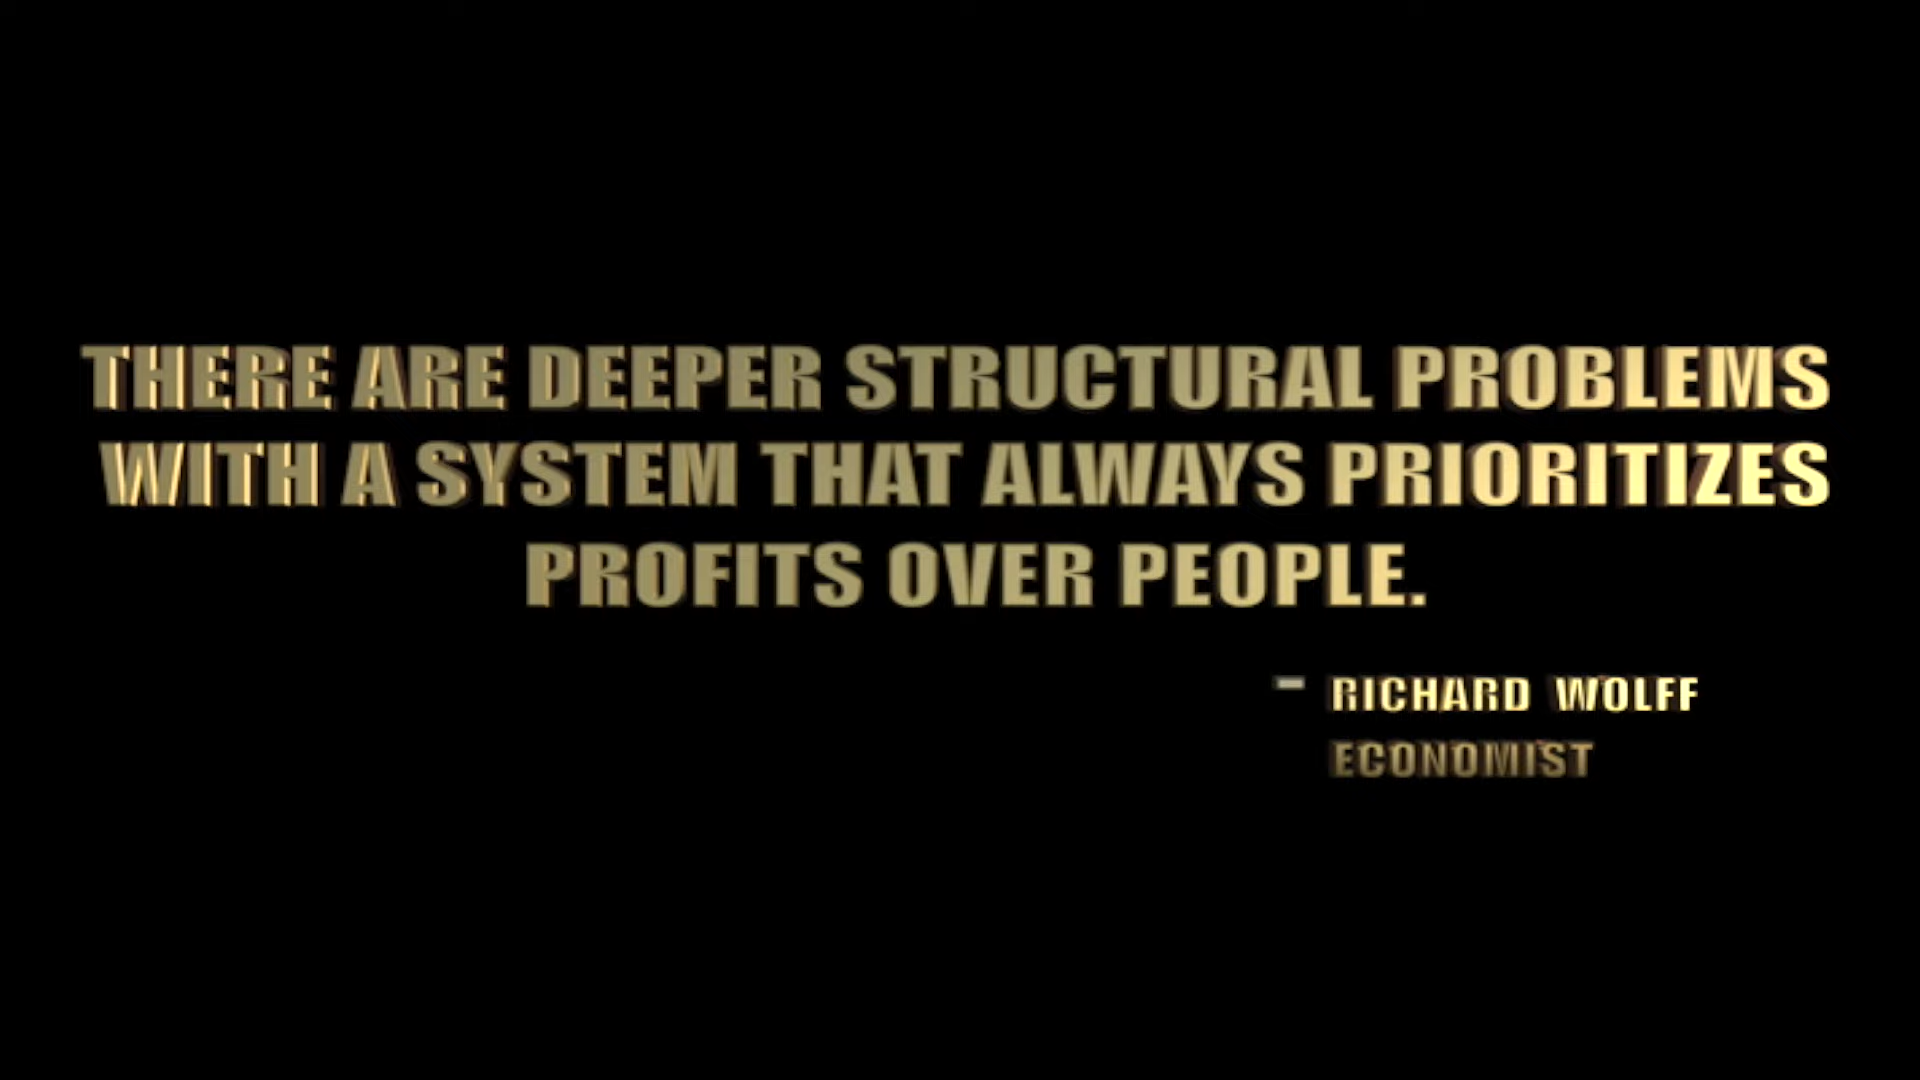 THERE ARE DEEPER STRUCTURAL PROBLEMS
WITH A SYSTEM THAT ALWAYS PRIORITIZES
PROFITS OVER PEOPLE.
- RICHARD WOLFF
ECONOMIST